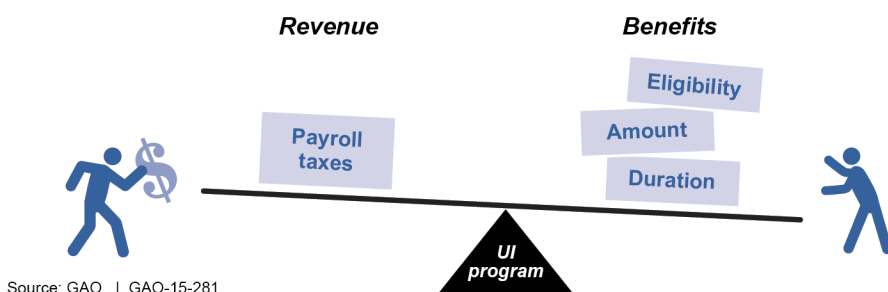 Revenue
Benefits
Payroll
taxes
Eligibility
Amount
Duration
$
UI
program
Source: GAO | GAO-15-281